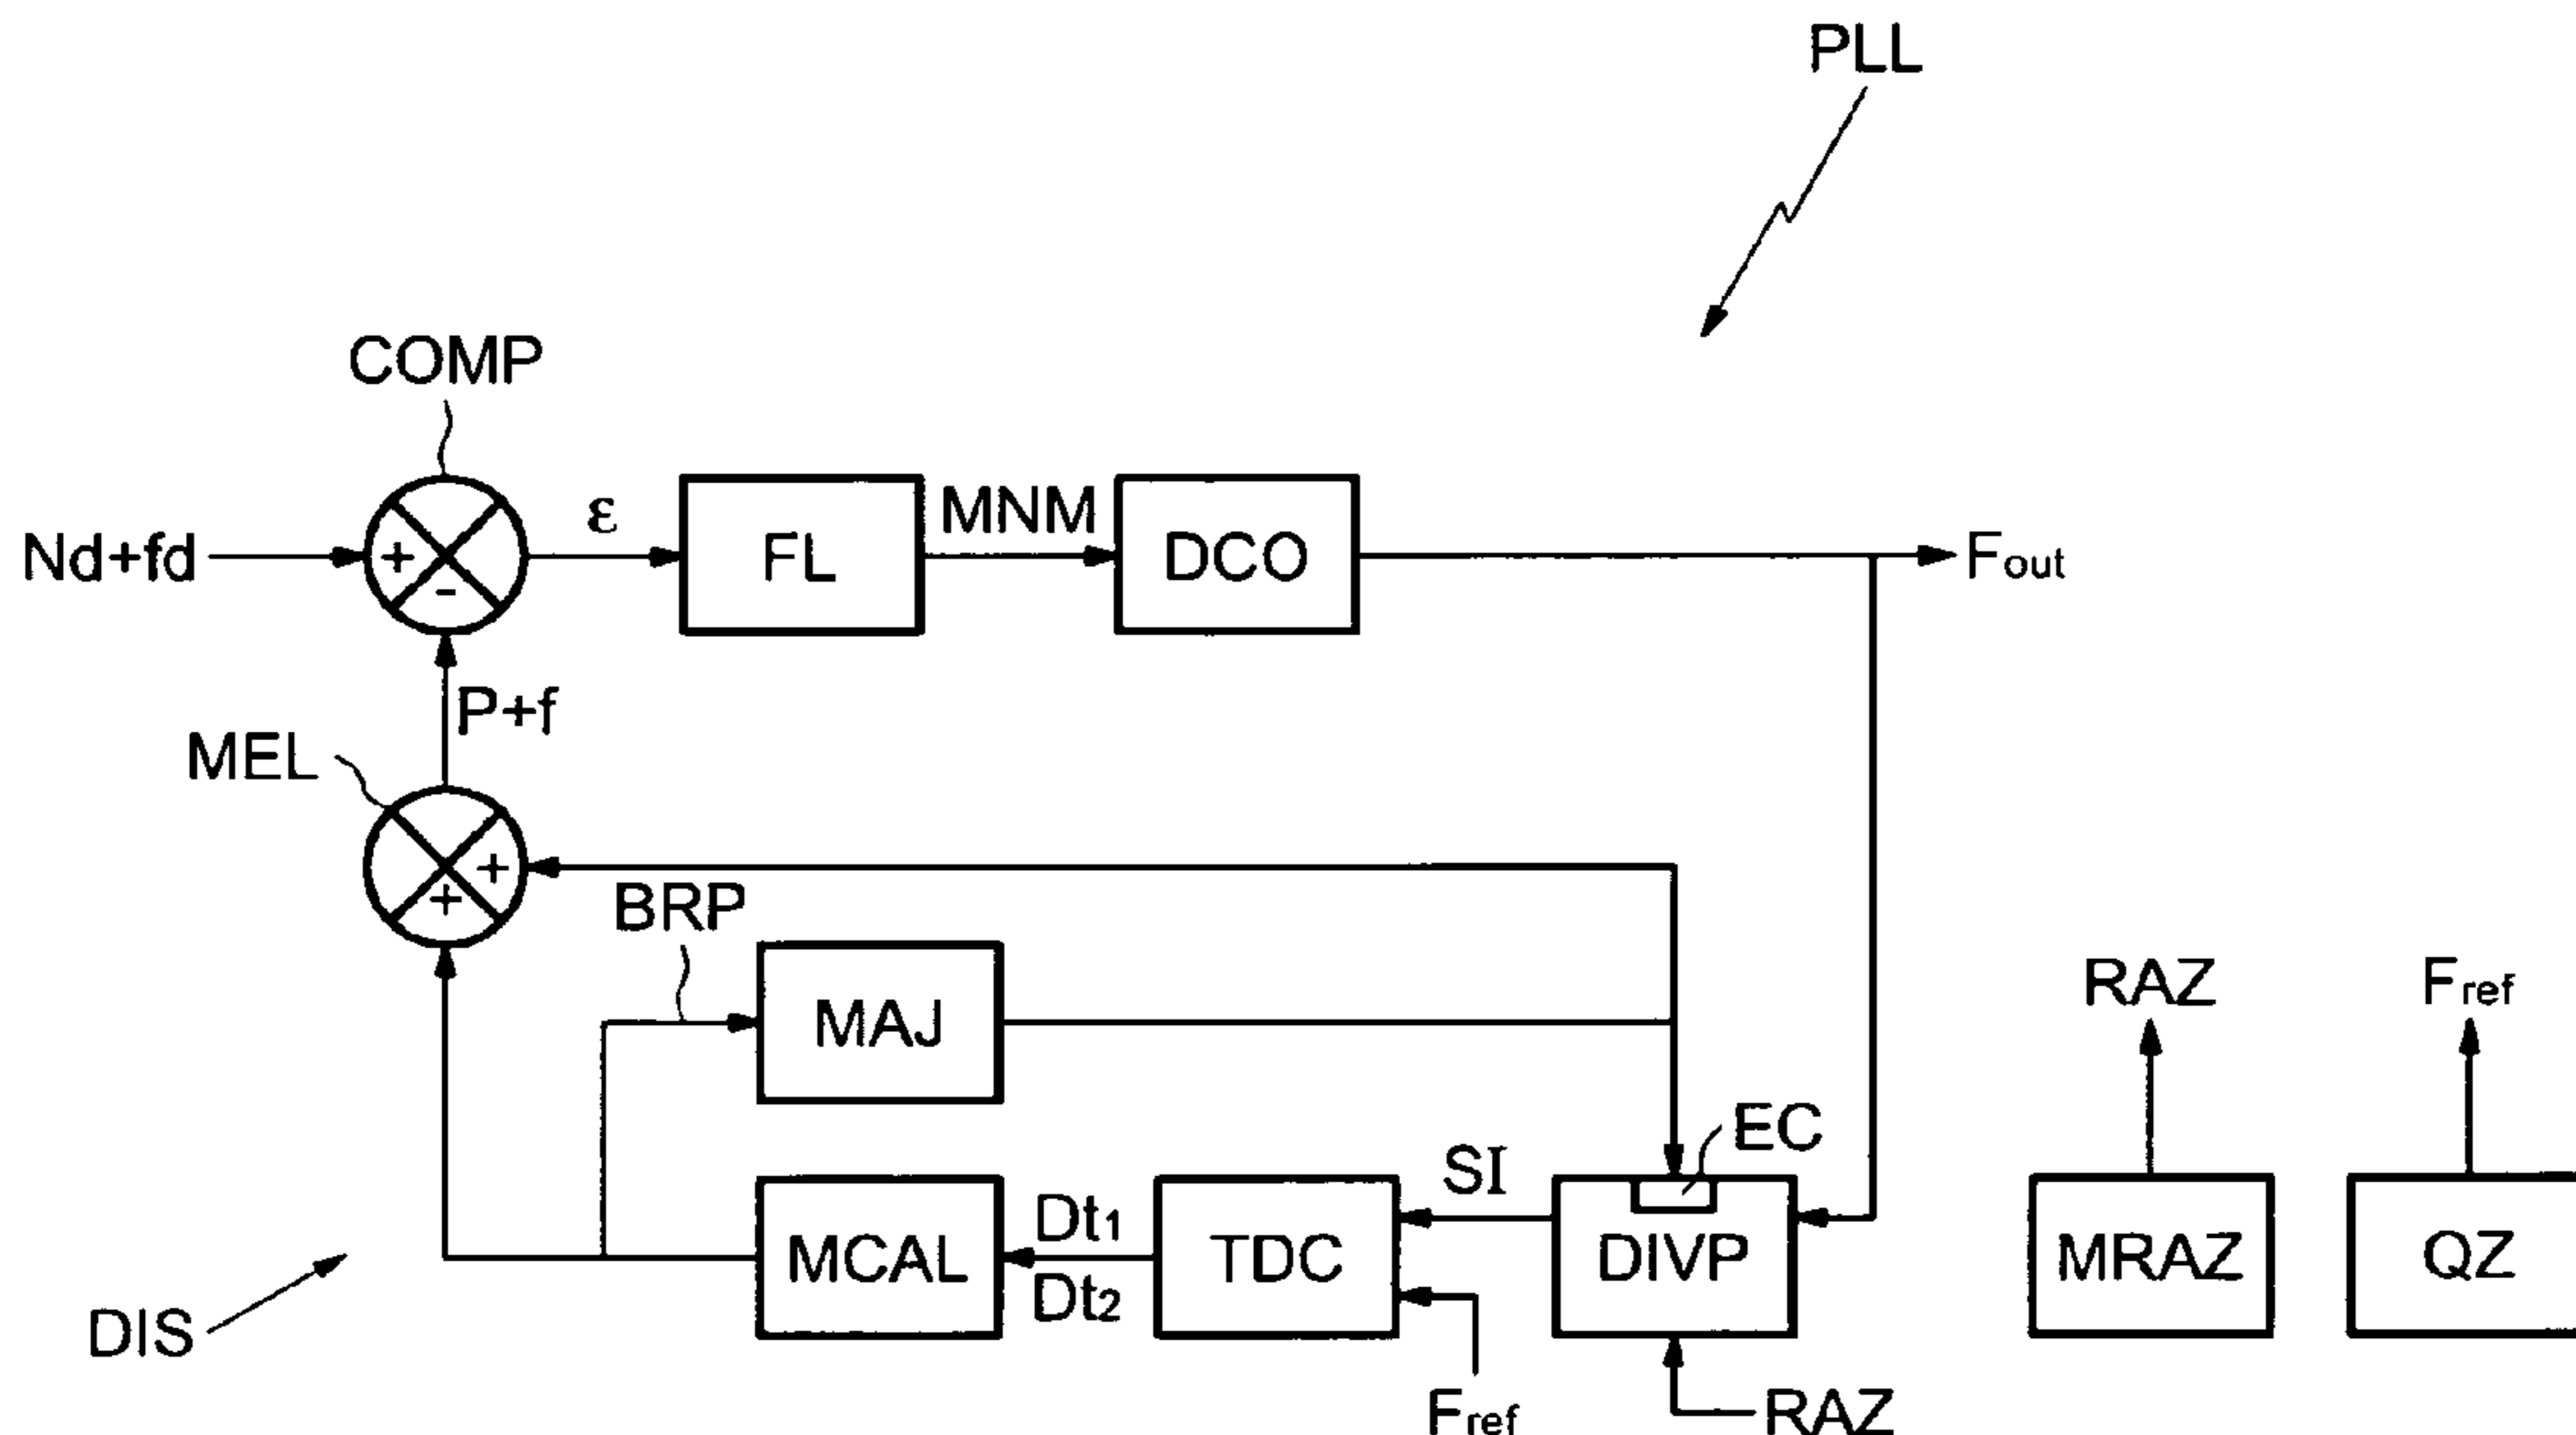 PLL
COMP
Nd+fd
+
-
ε
FL
MNM
DCO
Fout
P+f
MEL
+
+
BRP
MAJ
RAZ
Fref
EC
SI
Dt1
Dt2
MCAL
TDC
DIVP
MRAZ
QZ
DIS
Fref
RAZ